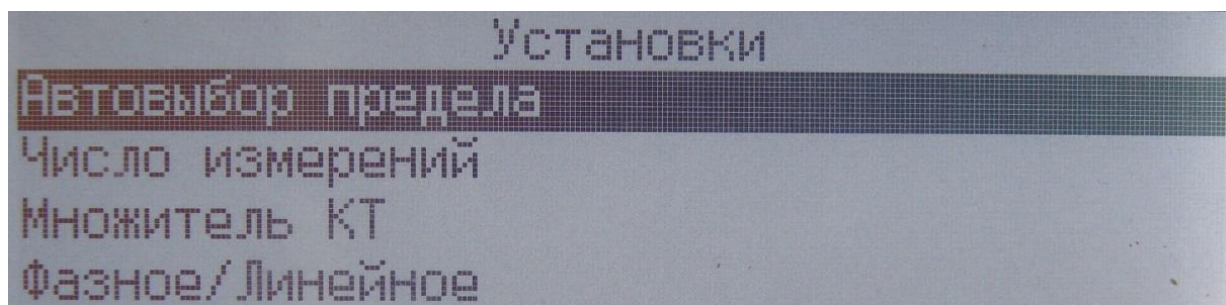 Установки
Автовыбор предела
Число измерений
Множитель КТ
Фазное/Линейное